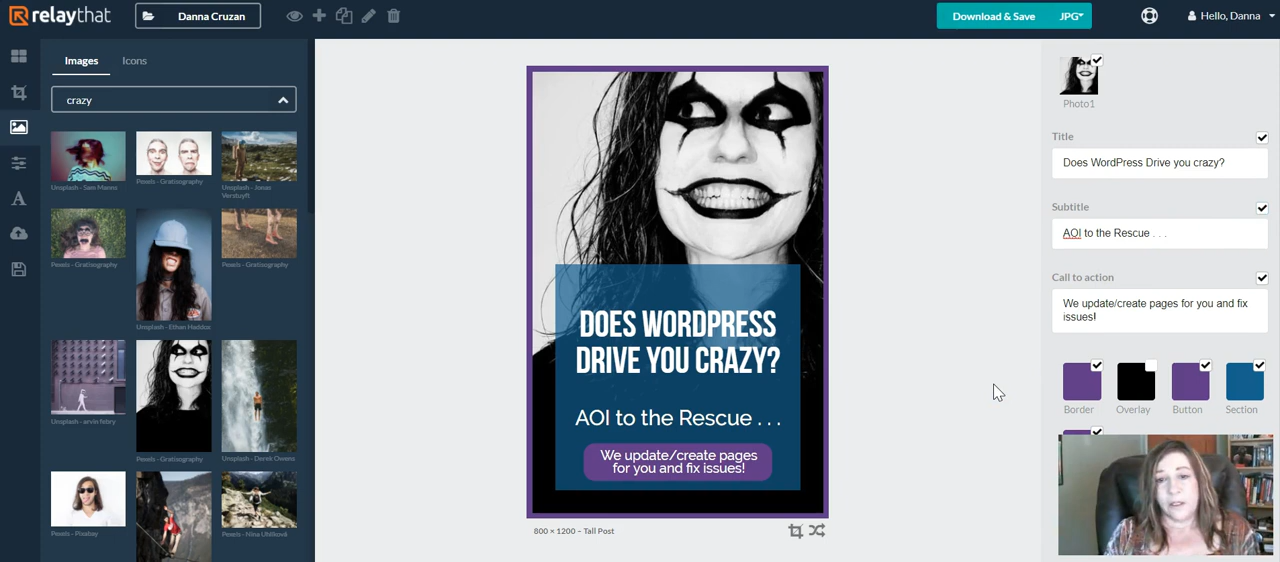 relaythat
Danna Cruzan
Download & Save
JPG
Hello, Danna
Images
Icons
crazy
Unsplash - Sam Manns
Pexels - Gratisography
Unsplash - Jonas
Verstuyft
Pexels - Gratisography
Pexels - Gratisography
Unsplash - Ethan Haddox
Unsplash - arvin febry
Pexels - Gratisography
Unsplash - Derek Owens
Pexels - Pixabay
Pexels - Nina Uhlíková
DOES WORDPRESS
DRIVE YOU CRAZY?
AOI to the Rescue . . .
We update/create pages
for you and fix issues!
800 × 1200 – Tall Post
Photo1
Title
Does WordPress Drive you crazy?
Subtitle
AOI to the Rescue . . .
Call to action
We update/create pages for you and fix
issues!
Border
Overlay
Button
Section